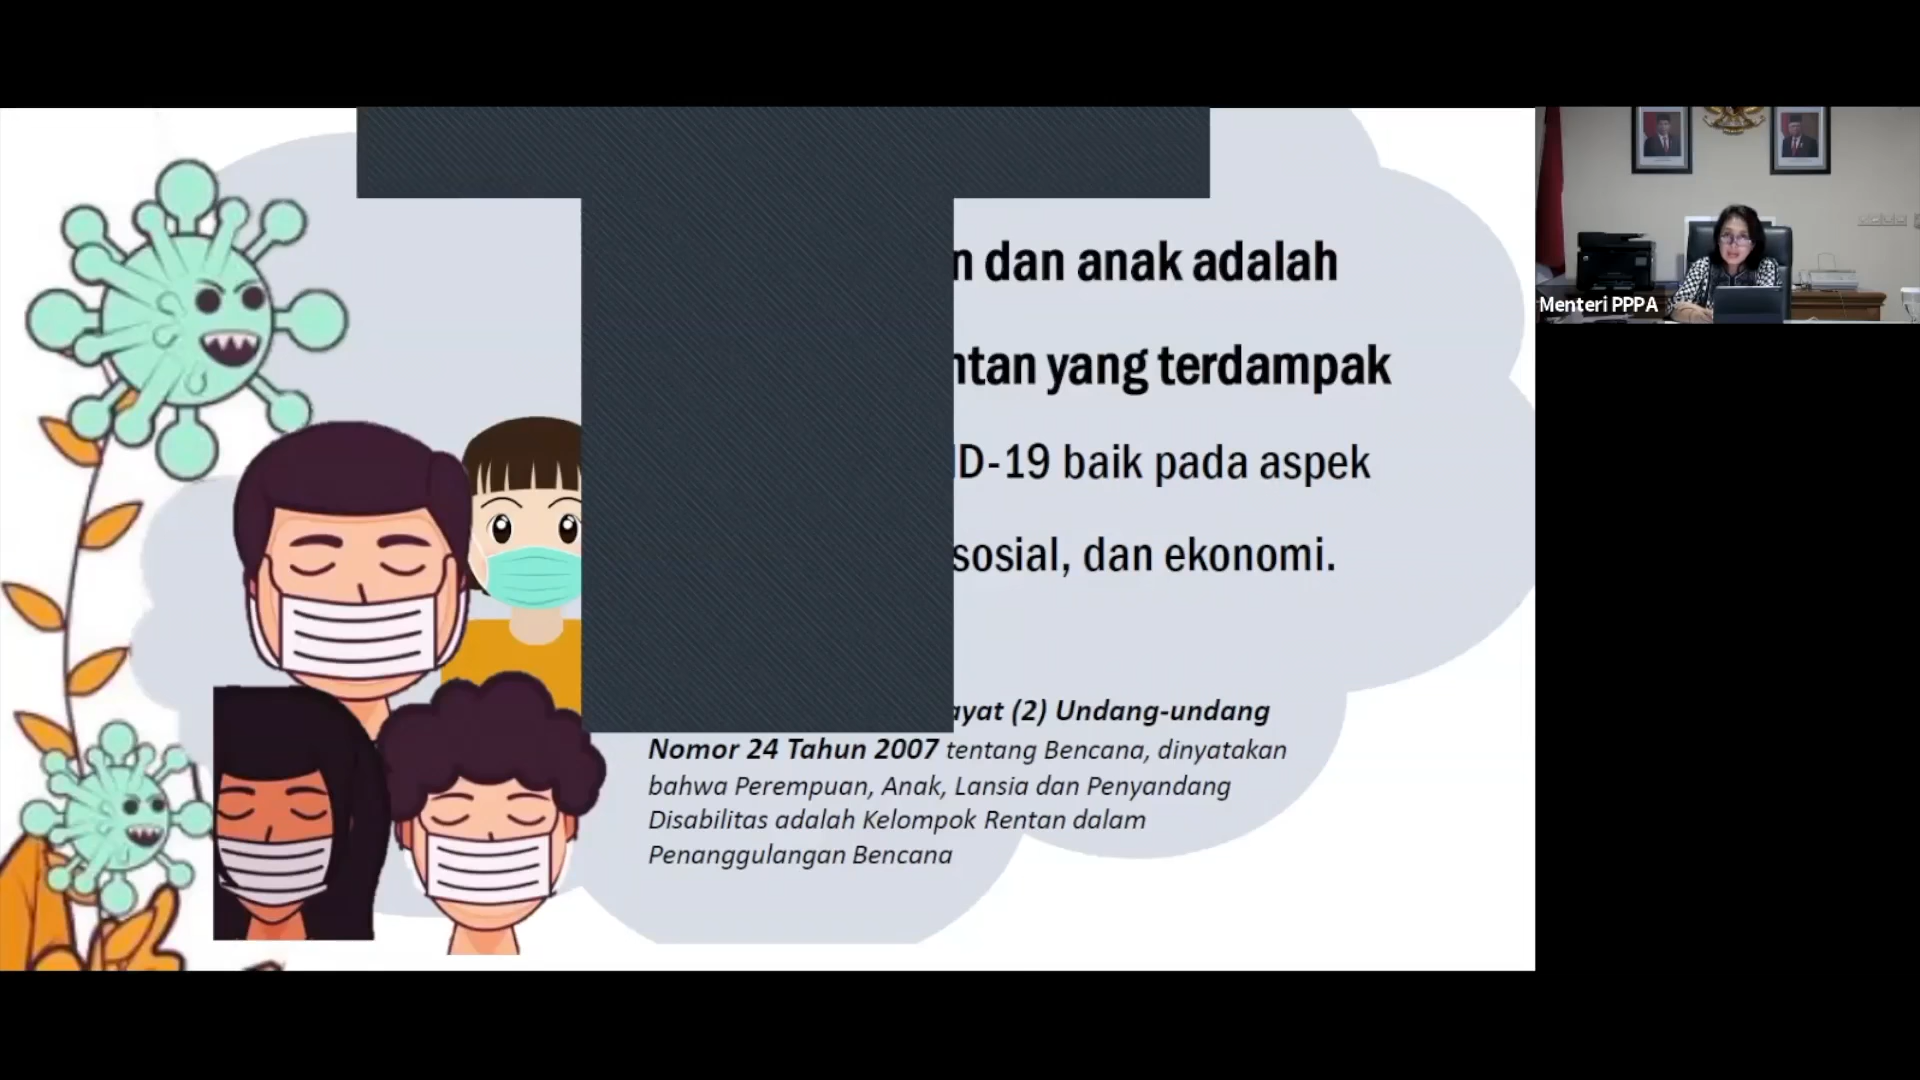 dan anak adalah
yang terdampak
D-19 baik pada aspek
sosial, dan ekonomi.
ayat (2) Undang-undang
Nomor 24 Tahun 2007 tentang Bencana, dinyatakan
bahwa Perempuan, Anak, Lansia dan Penyandang
Disabilitas adalah Kelompok Rentan dalam
Penanggulangan Bencana
Menteri PPPA